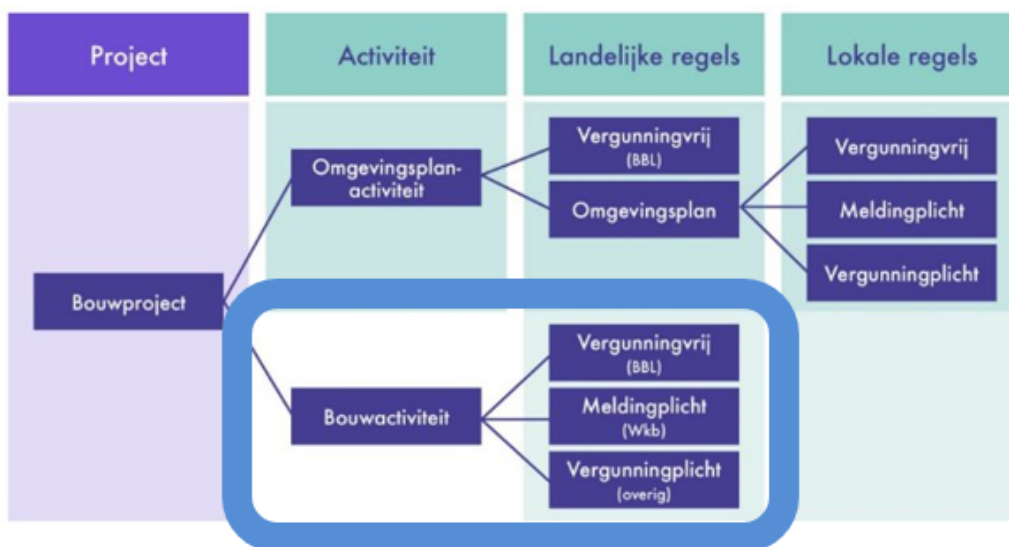 Project
Activiteit
Landelijke regels
Lokale regels
Bouwproject
Omgevingsplan-
activiteit
Vergunningvrij
(BBL)
Omgevingsplan
Vergunningvrij
Meldingplicht
Vergunningplicht
Bouwactiviteit
Vergunningvrij
(BBL)
Meldingplicht
(Wkb)
Vergunningplicht
(overig)